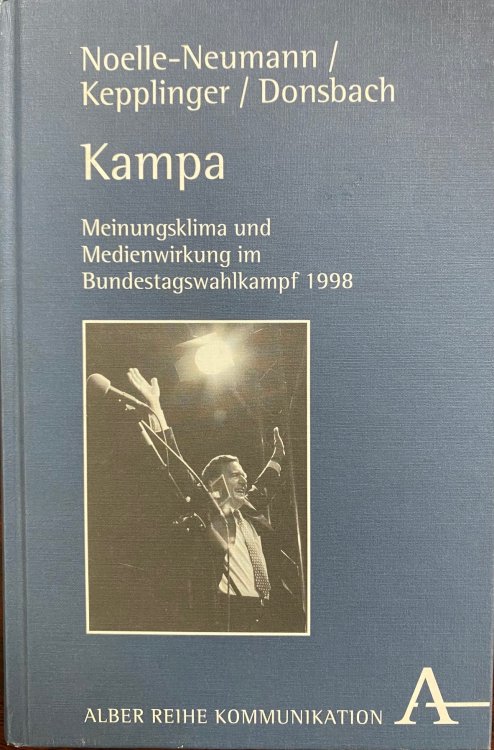 Noelle-Neumann /
Kepplinger / Donsbach
Kampa
Meinungsklima und
Medienwirkung im
Bundestagswahlkampf 1998
ALBER REIHE KOMMUNIKATION A